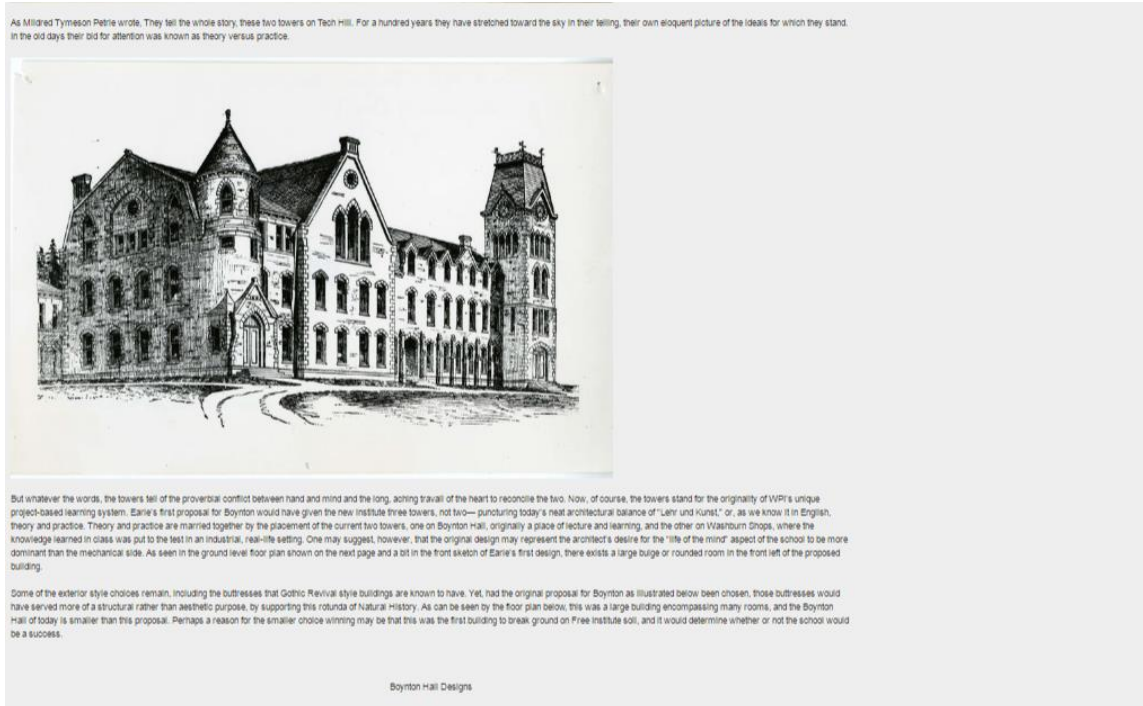 As Mildred Tymeson Petrie wrote, They tell the whole story, these two towers on Tech Hill. For a hundred years they have stretched toward the sky in their telling, their own eloquent picture of the ideals for which they stand.
In the old days their bid for attention was known as theory versus practice.
But whatever the words, the towers tell of the proverbial conflict between hand and mind and the long, aching travail of the heart to reconcile the two. Now, of course, the towers stand for the originality of WPI's unique
project-based learning system. Earle's first proposal for Boynton would have given the new Institute three towers, not two— puncturing today's neat architectural balance of "Lehr und Kunst," or, as we know it in English,
theory and practice. Theory and practice are married together by the placement of the current two towers, one on Boynton Hall, originally a place of lecture and learning, and the other on Washburn Shops, where the
knowledge learned in class was put to the test in an industrial, real-life setting. One may suggest, however, that the original design may represent the architect's desire for the "life of the mind" aspect of the school to be more
dominant than the mechanical side. As seen in the ground level floor plan shown on the next page and a bit in the front sketch of Earle's first design, there exists a large bulge or rounded room in the front left of the proposed
building.
Some of the exterior style choices remain, including the buttresses that Gothic Revival style buildings are known to have. Yet, had the original proposal for Boynton as illustrated below been chosen, those buttresses would
have served more of a structural rather than aesthetic purpose, by supporting this rotunda of Natural History. As can be seen by the floor plan below, this was a large building encompassing many rooms, and the Boynton
Hall of today is smaller than this proposal. Perhaps a reason for the smaller choice winning may be that this was the first building to break ground on Free Institute soil, and it would determine whether or not the school would
be a success.
Boynton Hall Designs